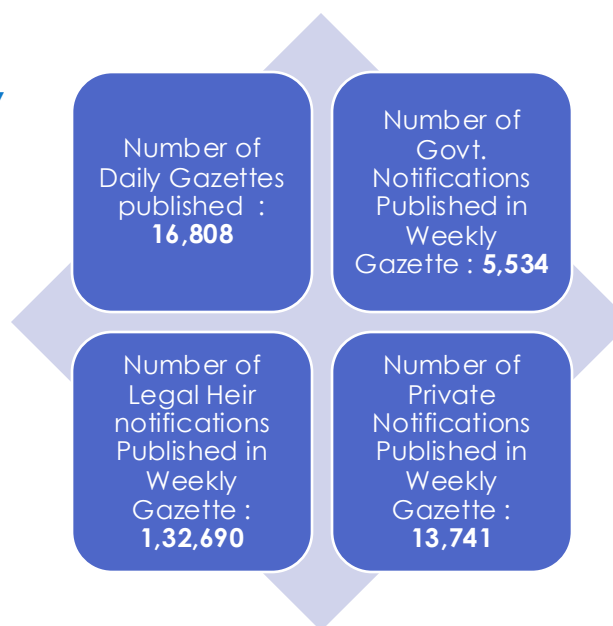 Number of
Daily Gazettes
published :
16,808
Number of
Govt.
Notifications
Published in
Weekly
Gazette : 5,534
Number of
Legal Heir
notifications
Published in
Weekly
Gazette :
1,32,690
Number of
Private
Notifications
Published in
Weekly
Gazette :
13,741